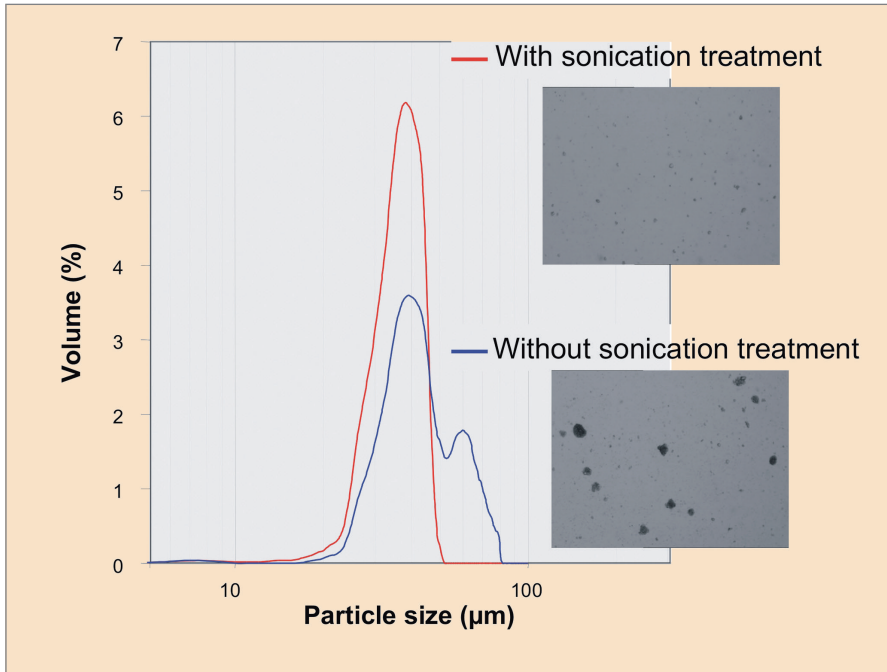 7
With sonication treatment
6
5
4
3
Without sonication treatment
2
1
0
10
100
Volume (%)
Particle size (µm)